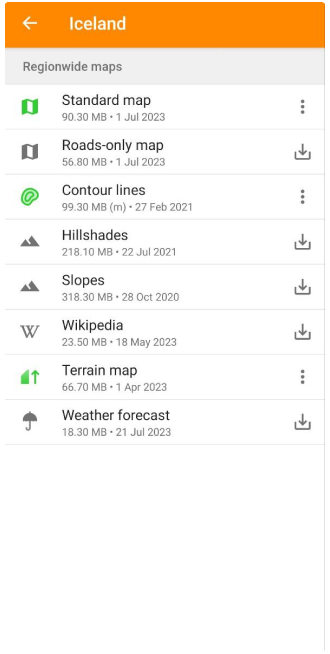 Iceland
Regionwide maps
Standard map
90.30 MB • 1 Jul 2023
Roads-only map
56.80 MB • 1 Jul 2023
Contour lines
99.30 MB (m) • 27 Feb 2021
Hillshades
218.10 MB • 22 Jul 2021
Slopes
318.30 MB • 28 Oct 2020
W
Wikipedia
23.50 MB • 18 May 2023
Terrain map
66.70 MB • 1 Apr 2023
Weather forecast
18.30 MB • 21 Jul 2023